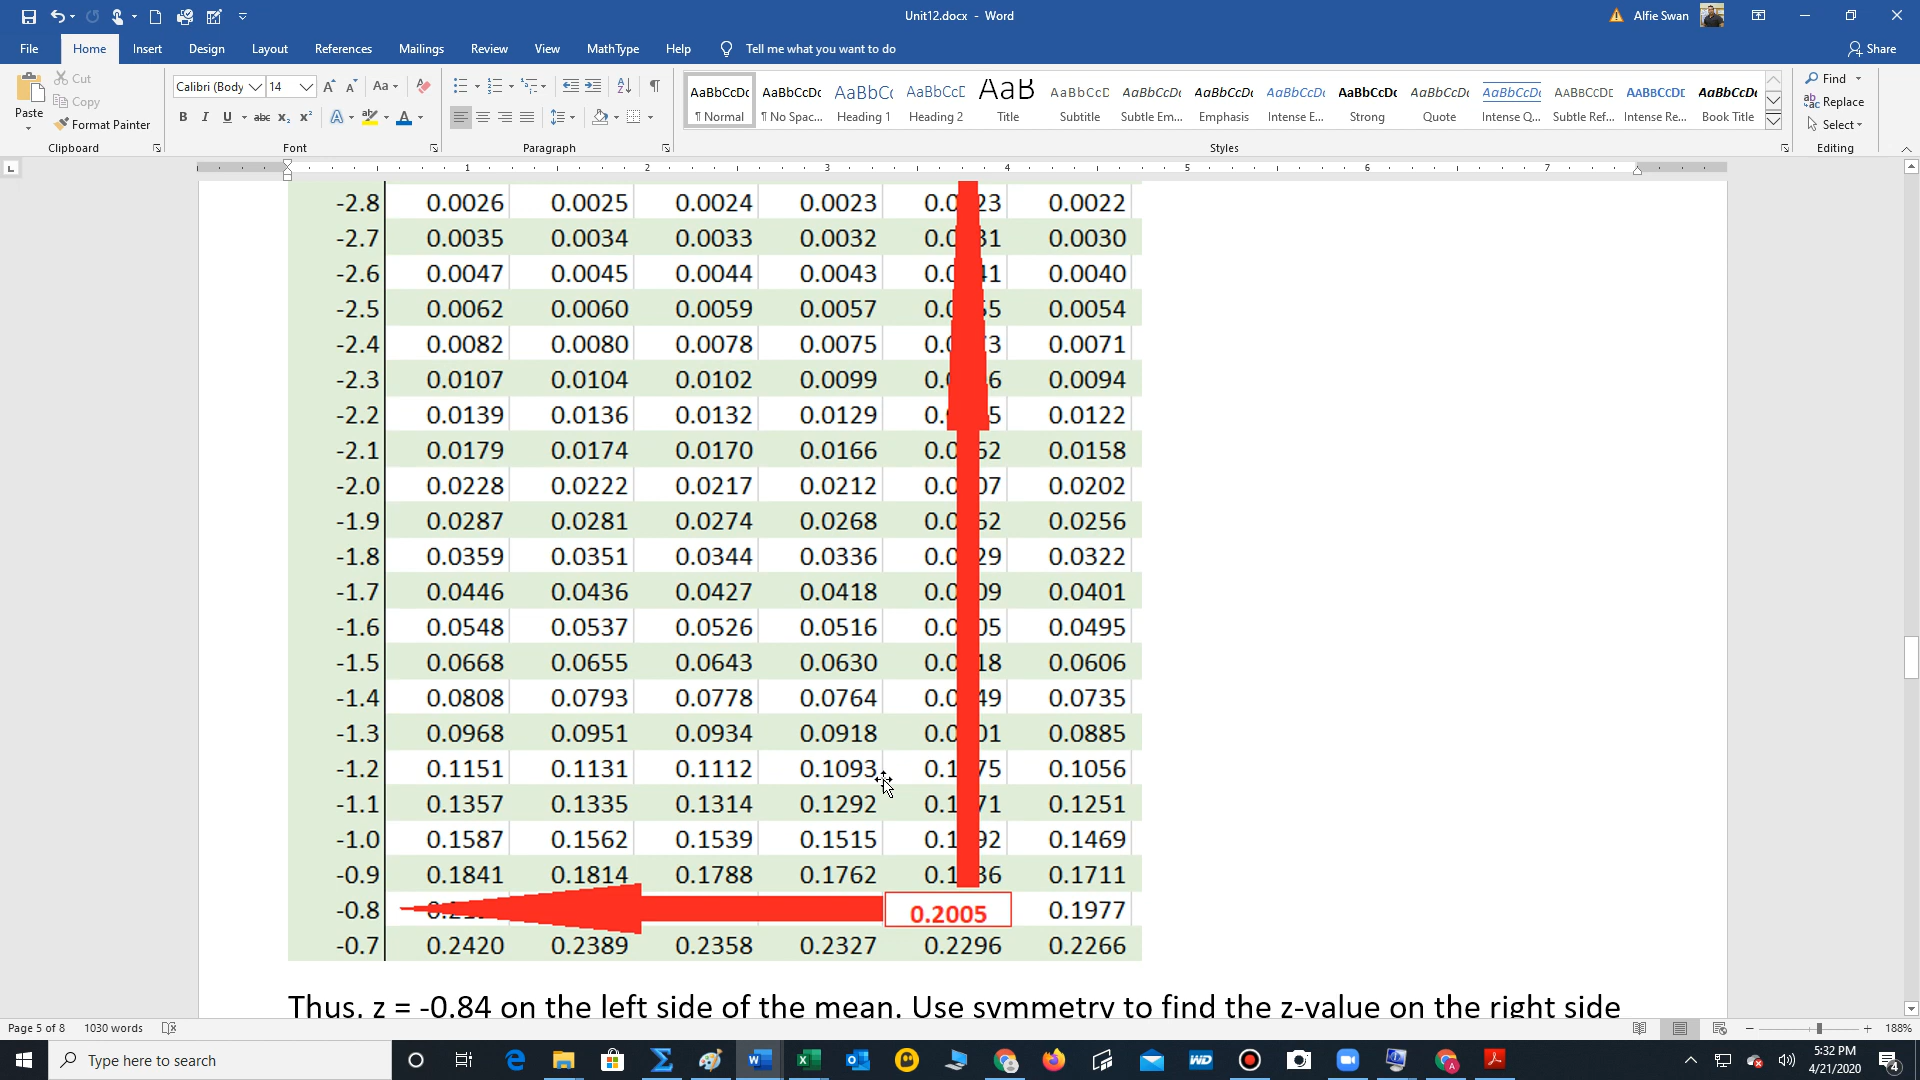 Unit12.docx - Word
Alfie Swan
File Home Insert Design Layout References Mailings Review View MathType Help Tell me what you want to do Share
Paste
Cut
Copy
Format Painter
Clipboard
Calibri (Body 14
Font
Paragraph
AaBbCcDc AaBbCcDc AaBbCc AaBbCcD AaB AaBbCcD AaBbCcDc AaBbCcDc AaBbCcDc AaBbCcDc AaBbCcDc AaBbCcDc AaBbCcDc AaBbCcDc AaBbCcDc
¶ Normal ¶ No Spac... Heading 1 Heading 2 Title Subtitle Subtle Em... Emphasis Intense E... Strong Quote Intense Q... Subtle Ref... Intense Re... Book Title
Styles
Find
Replace
Select
Editing
1 2 3 4 5 6 7
-2.8 0.0026 0.0025 0.0024 0.0023 0.0022
-2.7 0.0035 0.0034 0.0033 0.0032 0.0030
-2.6 0.0047 0.0045 0.0044 0.0043 0.0040
-2.5 0.0062 0.0060 0.0059 0.0057 0.0054
-2.4 0.0082 0.0080 0.0078 0.0075 0.0071
-2.3 0.0107 0.0104 0.0102 0.0099 0.0094
-2.2 0.0139 0.0136 0.0132 0.0129 0.0122
-2.1 0.0179 0.0174 0.0170 0.0166 0.0158
-2.0 0.0228 0.0222 0.0217 0.0212 0.0202
-1.9 0.0287 0.0281 0.0274 0.0268 0.0256
-1.8 0.0359 0.0351 0.0344 0.0336 0.0322
-1.7 0.0446 0.0436 0.0427 0.0418 0.0401
-1.6 0.0548 0.0537 0.0526 0.0516 0.0495
-1.5 0.0668 0.0655 0.0643 0.0630 0.0606
-1.4 0.0808 0.0793 0.0778 0.0764 0.0735
-1.3 0.0968 0.0951 0.0934 0.0918 0.0885
-1.2 0.1151 0.1131 0.1112 0.1093 0.1056
-1.1 0.1357 0.1335 0.1314 0.1292 0.1251
-1.0 0.1587 0.1562 0.1539 0.1515 0.1469
-0.9 0.1841 0.1814 0.1788 0.1762 0.1711
-0.8 0.2005 0.1977
-0.7 0.2420 0.2389 0.2358 0.2327 0.2296 0.2266
Thus, z = -0.84 on the left side of the mean. Use symmetry to find the z-value on the right side
Page 5 of 8 1030 words 188%
Type here to search
5:32 PM
4/21/2020
4